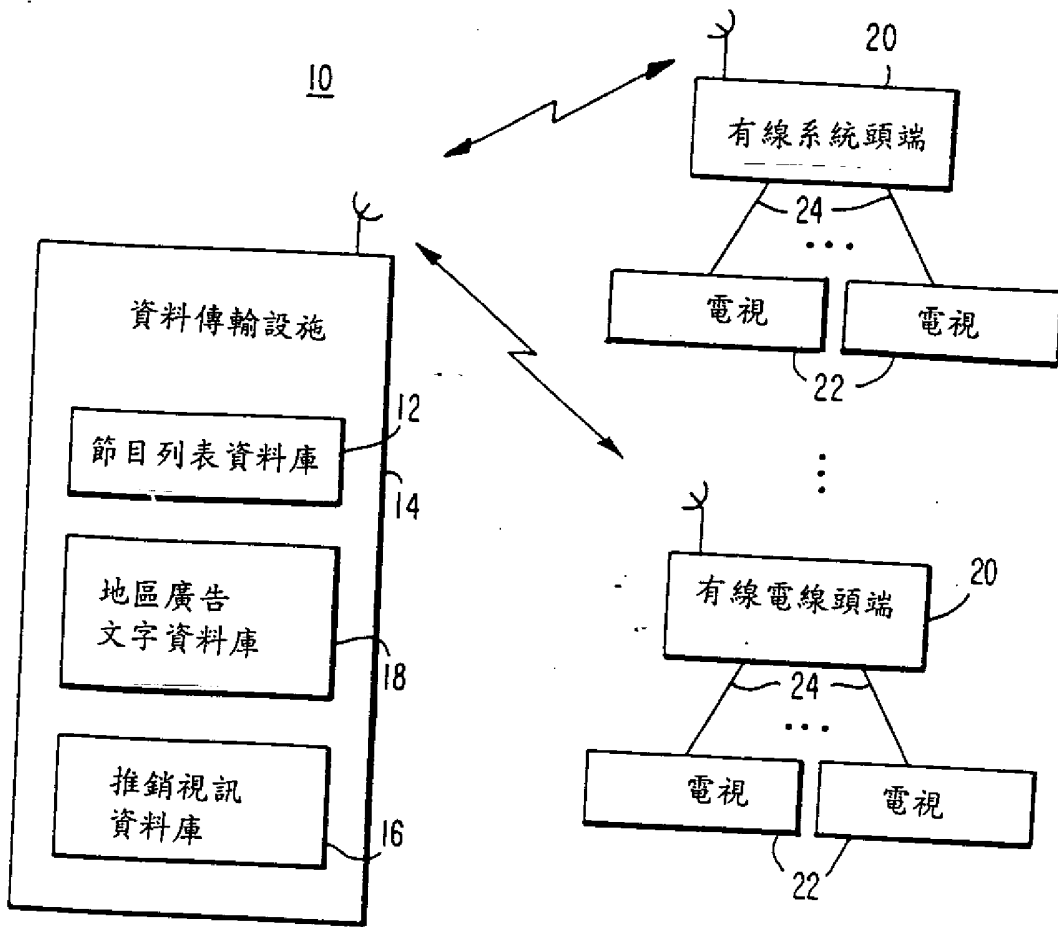 10
20
有線系統頭端
24
電視
電視
22
資料傳輸設施
12
節目列表資料庫
14
地區廣告
文字資料庫
18
推銷視訊
資料庫
16
20
有線電線頭端
24
電視
電視
22